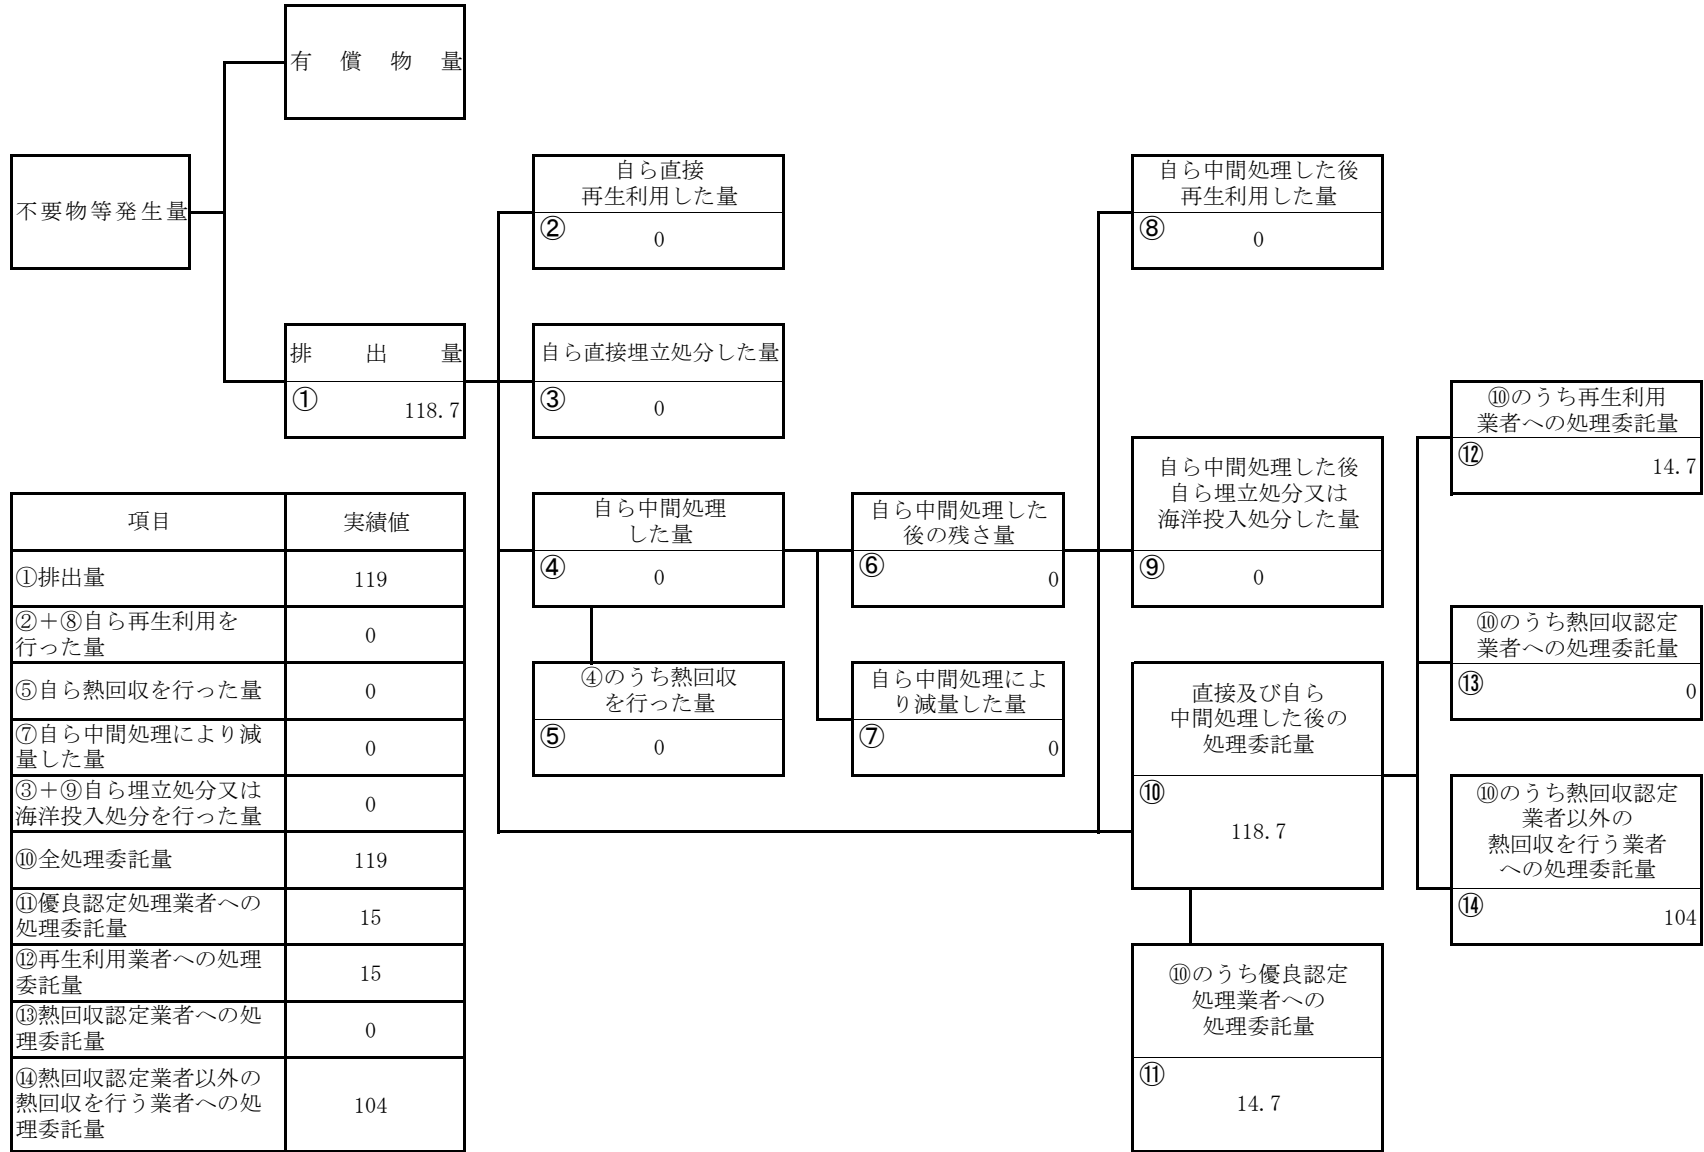 有償物量
不要物等発生量
排出量
①
118.7
自ら直接
再生利用した量
②
0
自ら直接埋立処分した量
③
0
自ら中間処理
した量
④
0
④のうち熱回収
を行った量
⑤
0
自ら中間処理した
後の残さ量
⑥
0
自ら中間処理によ
り減量した量
⑦
0
自ら中間処理した後
再生利用した量
⑧
0
自ら中間処理した後
自ら埋立処分又は
海洋投入処分した量
⑨
0
直接及び自ら
中間処理した後の
処理委託量
⑩
118.7
⑩のうち優良認定
処理業者への
処理委託量
⑪
14.7
⑩のうち再生利用
業者への処理委託量
⑫
14.7
⑩のうち熱回収認定
業者への処理委託量
⑬
0
⑩のうち熱回収認定
業者以外の
熱回収を行う業者
への処理委託量
⑭
104
項目 実績値
①排出量 119
②＋⑧自ら再生利用を
行った量
0
⑤自ら熱回収を行った量 0
⑦自ら中間処理により減
量した量
0
③＋⑨自ら埋立処分又は
海洋投入処分を行った量
0
⑩全処理委託量 119
⑪優良認定処理業者への
処理委託量
15
⑫再生利用業者への処理
委託量
15
⑬熱回収認定業者への処
理委託量
0
⑭熱回収認定業者以外の
熱回収を行う業者への処
理委託量
104